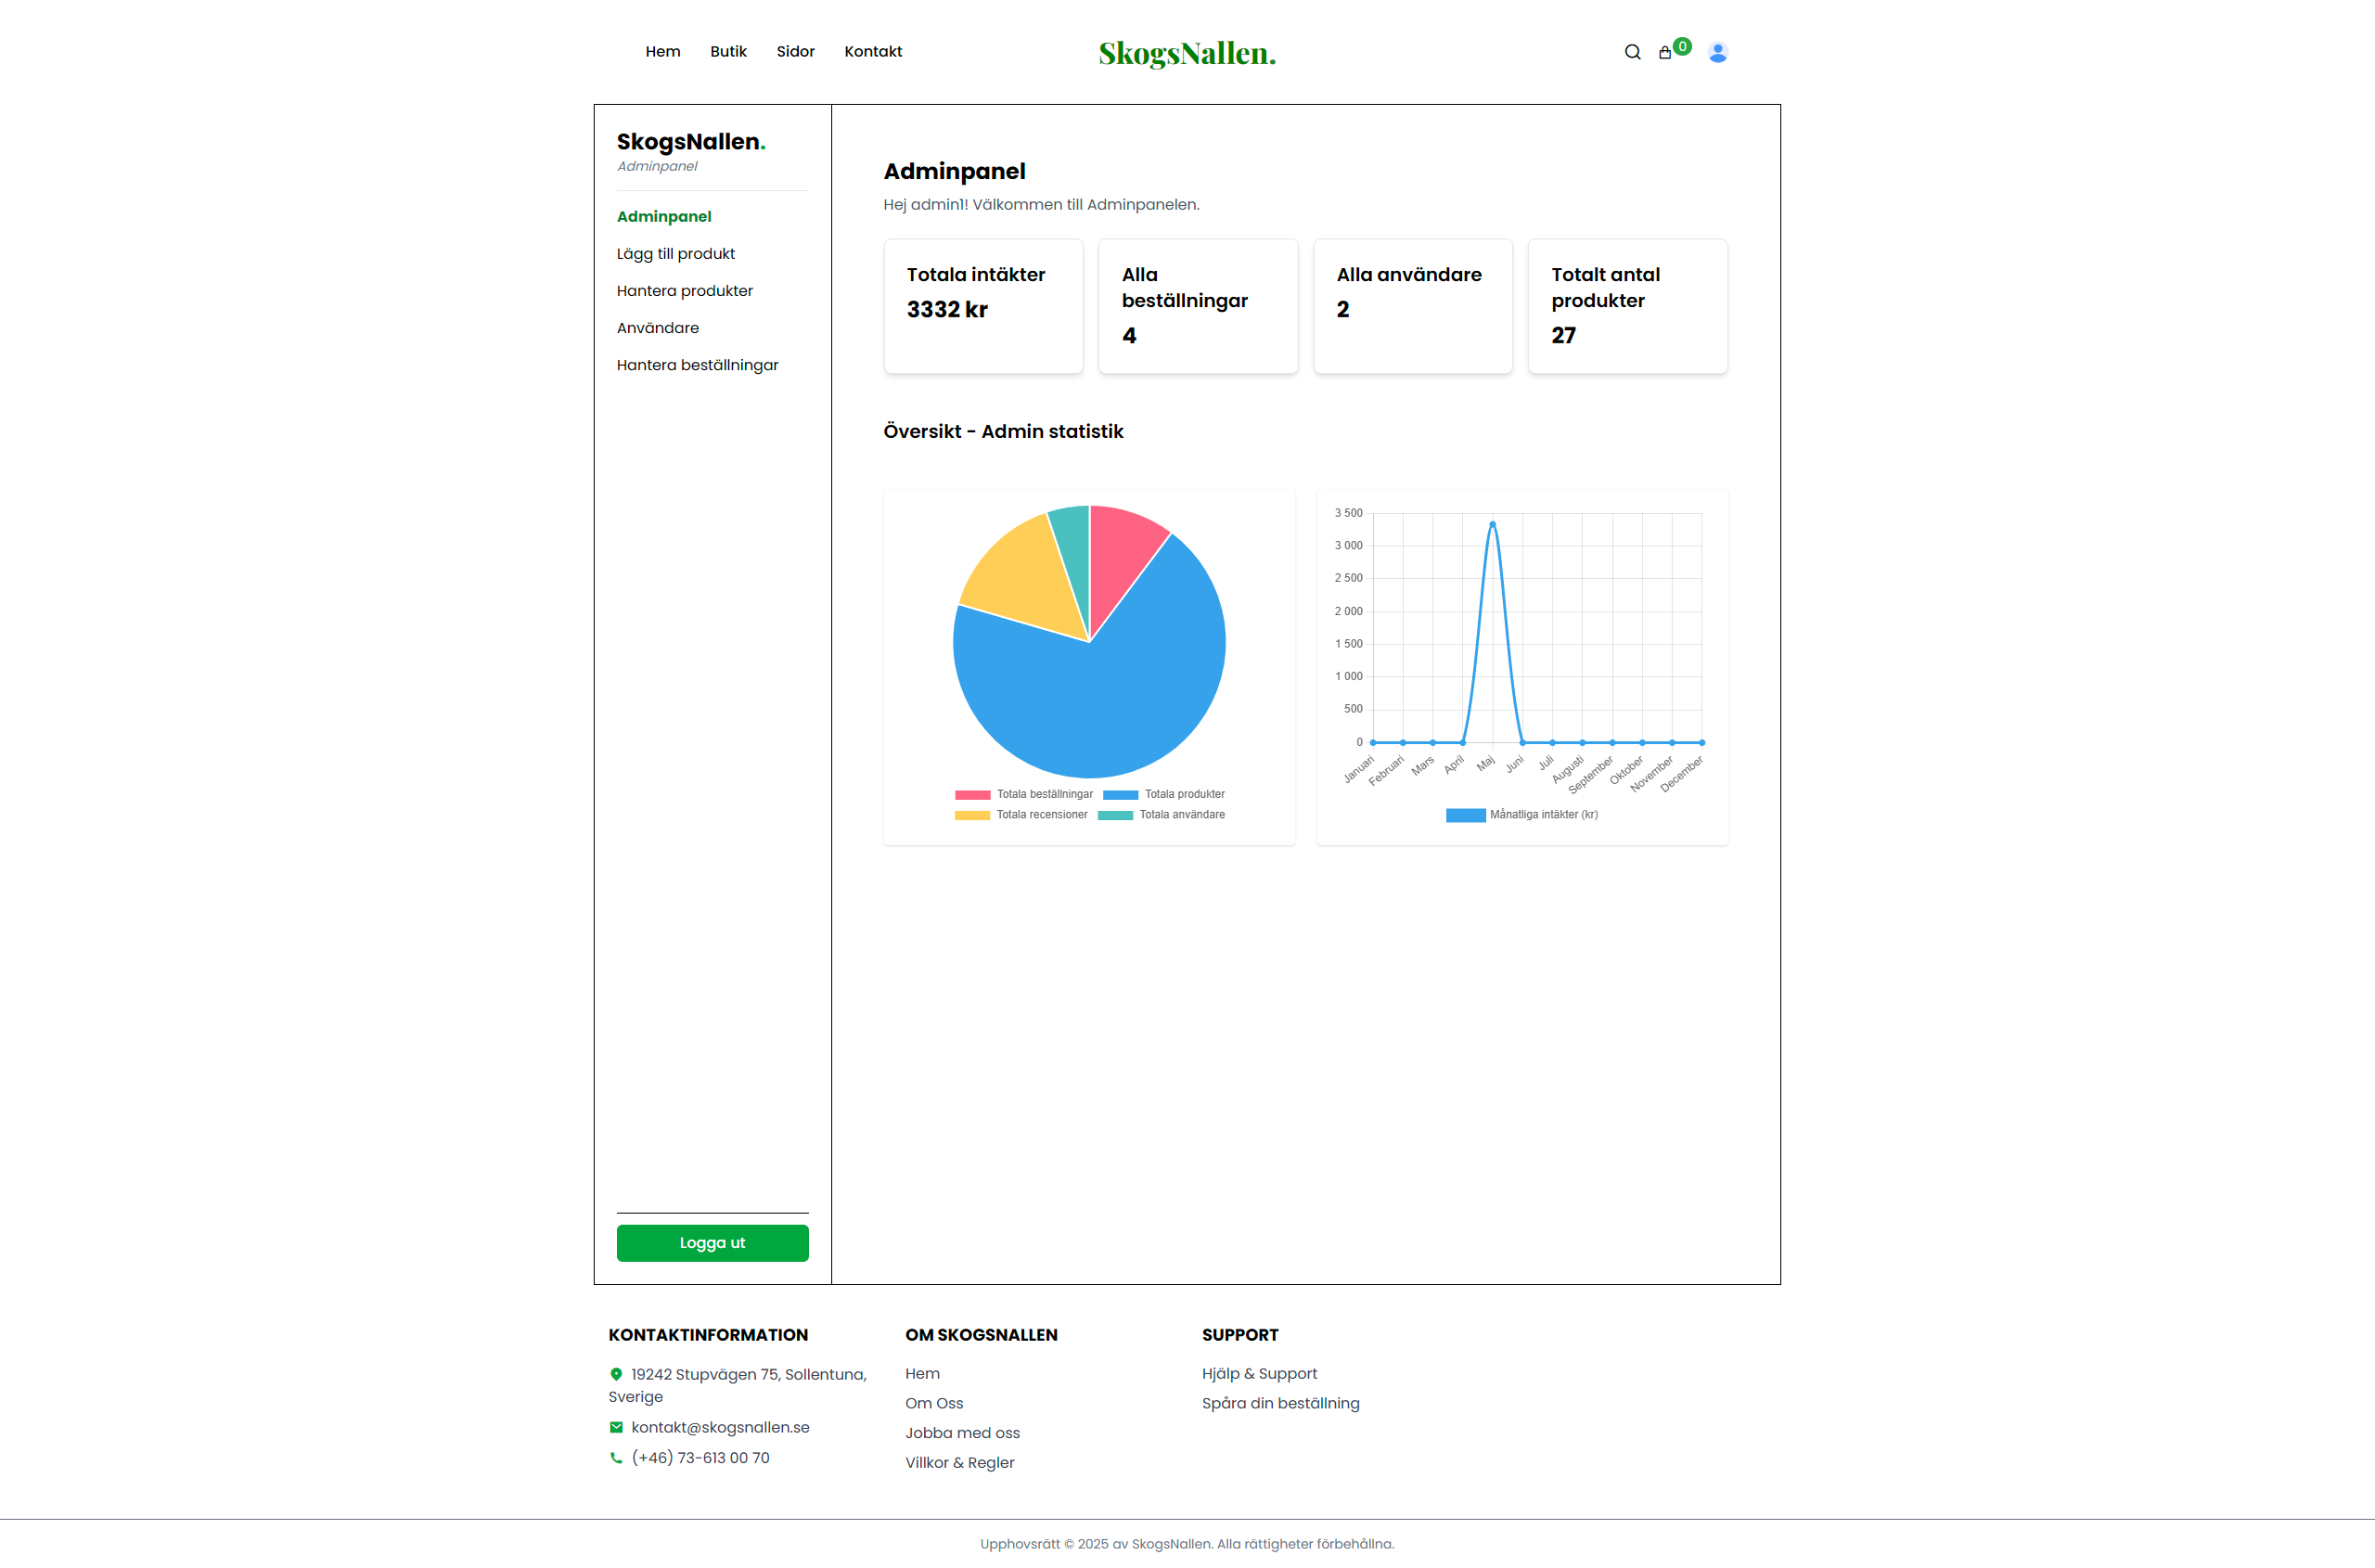 Hem Butik Sidor Kontakt
SkogsNallen.
0
SkogsNallen.
Adminpanel
Adminpanel
Lägg till produkt
Hantera produkter
Användare
Hantera beställningar
Logga ut
Adminpanel
Hej admin1! Välkommen till Adminpanelen.
Totala intäkter
3332 kr
Alla
beställningar
4
Alla användare
2
Totalt antal
produkter
27
Översikt - Admin statistik
Totala beställningar Totala produkter
Totala recensioner Totala användare
3 500
3 000
2 500
2 000
1 500
1 000
500
0
Januari Februari Mars April Maj Juni Juli Augusti September Oktober November December
Månatliga intäkter (kr)
KONTAKTINFORMATION
19242 Stupvägen 75, Sollentuna,
Sverige
kontakt@skogsnallen.se
(+46) 73-613 00 70
OM SKOGSNALLEN
Hem
Om Oss
Jobba med oss
Villkor & Regler
SUPPORT
Hjälp & Support
Spåra din beställning
Upphovsrätt © 2025 av SkogsNallen. Alla rättigheter förbehållna.